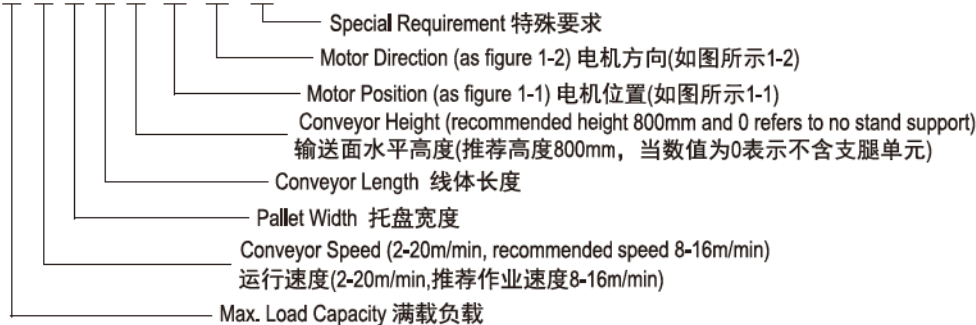 Special Requirement 特殊要求
Motor Direction (as figure 1-2) 电机方向(如图所示1-2)
Motor Position (as figure 1-1) 电机位置(如图所示1-1)
Conveyor Height (recommended height 800mm and 0 refers to no stand support)
输送面水平高度(推荐高度800mm，当数值为0表示不含支腿单元)
Conveyor Length 线体长度
Pallet Width 托盘宽度
Conveyor Speed (2-20m/min, recommended speed 8-16m/min)
运行速度(2-20m/min,推荐作业速度8-16m/min)
Max. Load Capacity 满载负载